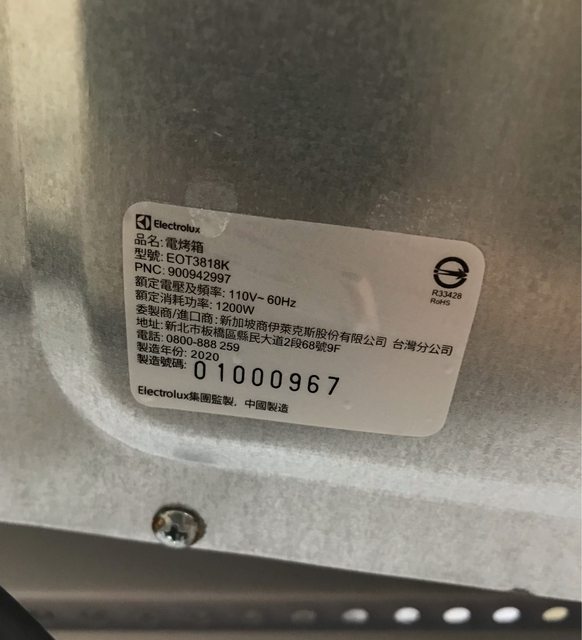 Electrolux
品名: 電烤箱
型號: EOT3818K
PNC: 900942997
額定電壓及頻率: 110V~ 60Hz
額定消耗功率: 1200W
委製商/進口商: 新加坡商伊萊克斯股份有限公司 台灣分公司
地址: 新北市板橋區縣民大道2段68號9F
電話: 0800-888 259
製造年份: 2020
製造號碼: 01000967
Electrolux集團監製, 中國製造
R33428
RoHS